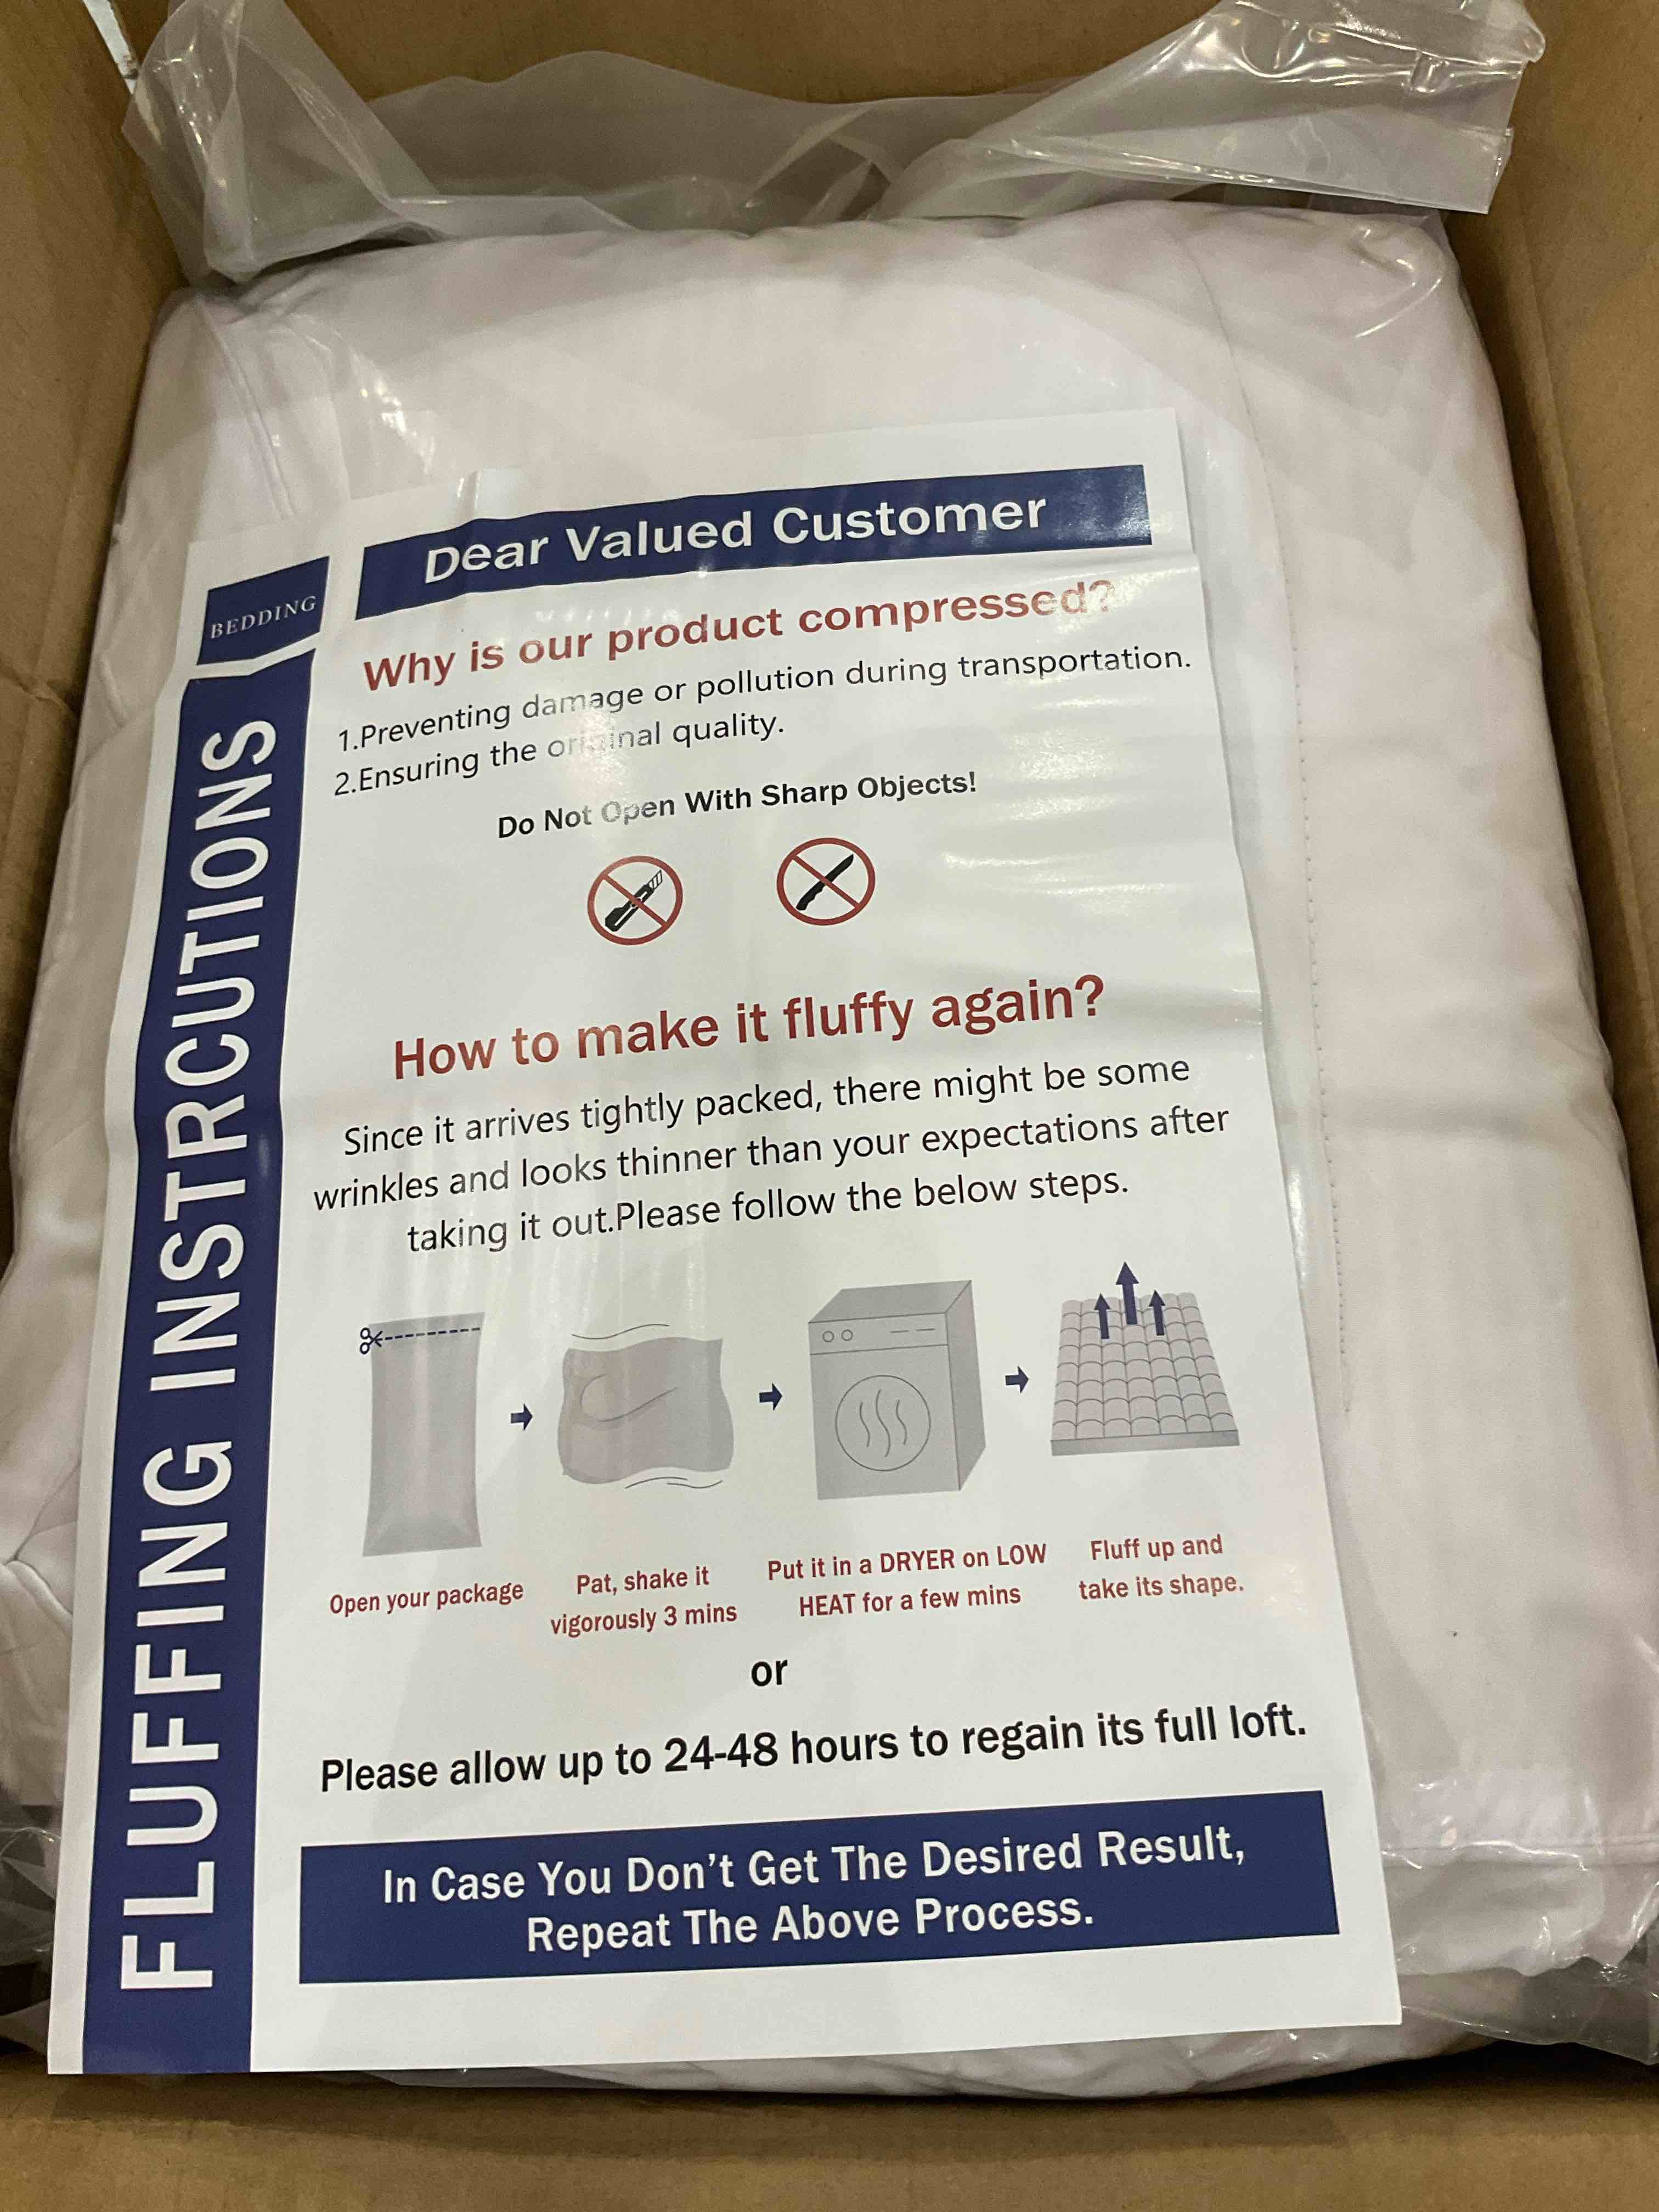 Dear Valued Customer
BEDDING
FLUFFING INSTRCUTIONS
Why is our product compressed?
1.Preventing damage or pollution during transportation.
2.Ensuring the original quality.
Do Not Open With Sharp Objects!
How to make it fluffy again?
Since it arrives tightly packed, there might be some
wrinkles and looks thinner than your expectations after
taking it out.Please follow the below steps.
Open your package
Pat, shake it
vigorously 3 mins
Put it in a DRYER on LOW
HEAT for a few mins
Fluff up and
take its shape.
or
Please allow up to 24-48 hours to regain its full loft.
In Case You Don't Get The Desired Result,
Repeat The Above Process.